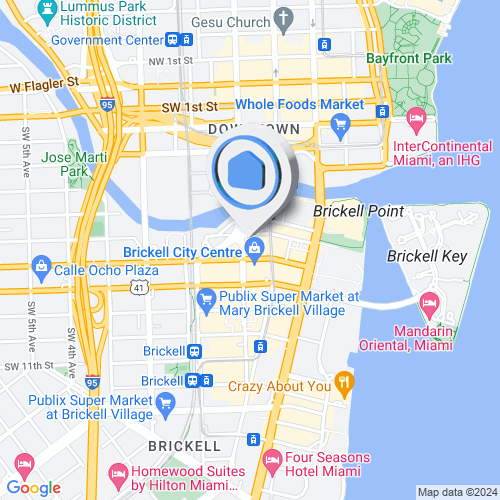 Lummus Park
Historic District
Gesu Church
Government Center
NW 1st St
NW 1st St
Bayfront Park
W Flagler St
SW 1st St
Whole Foods Market
95
DOWNTOWN
InterContinental
Miami, an IHG
Jose Marti
Park
SW 5th Ave
Brickell Point
Brickell City Centre
Brickell Key
Calle Ocho Plaza
41
Publix Super Market at
Mary Brickell Village
SW 5th Ave
SW 4th Ave
Mandarin
Oriental, Miami
Brickell
SW 11th St
95
Brickell
Crazy About You
Publix Super Market
at Brickell Village
BRICKELL
Four Seasons
Hotel Miami
Homewood Suites
by Hilton Miami...
Google
Map data ©2024